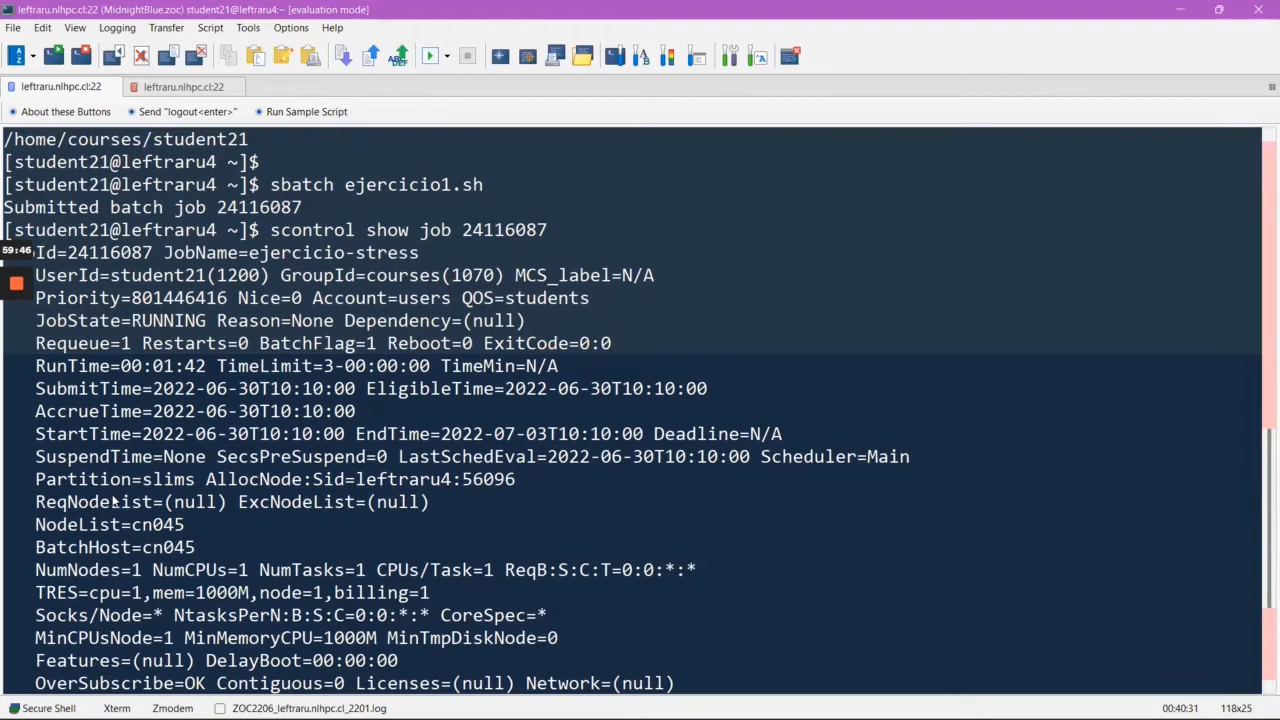 leftraru.nlhpc.cl:22 (MidnightBlue.zoc) student21@leftraru4:~ [evaluation mode]
File Edit View Logging Transfer Script Tools Options Help
leftraru.nlhpc.cl:22 leftraru.nlhpc.cl:22
About these Buttons Send "logout<enter>" Run Sample Script
/home/courses/student21
[student21@leftraru4 ~]$
[student21@leftraru4 ~]$ sbatch ejercicio1.sh
Submitted batch job 24116087
[student21@leftraru4 ~]$ scontrol show job 24116087
59:46
Id=24116087 JobName=ejercicio-stress
UserId=student21(1200) GroupId=courses(1070) MCS_label=N/A
Priority=801446416 Nice=0 Account=users QOS=students
JobState=RUNNING Reason=None Dependency=(null)
Requeue=1 Restarts=0 BatchFlag=1 Reboot=0 ExitCode=0:0
RunTime=00:01:42 TimeLimit=3-00:00:00 TimeMin=N/A
SubmitTime=2022-06-30T10:10:00 EligibleTime=2022-06-30T10:10:00
AccrueTime=2022-06-30T10:10:00
StartTime=2022-06-30T10:10:00 EndTime=2022-07-03T10:10:00 Deadline=N/A
SuspendTime=None SecsPreSuspend=0 LastSchedEval=2022-06-30T10:10:00 Scheduler=Main
Partition=slims AllocNode:Sid=leftraru4:56096
ReqNodeList=(null) ExcNodeList=(null)
NodeList=cn045
BatchHost=cn045
NumNodes=1 NumCPUs=1 NumTasks=1 CPUs/Task=1 ReqB:S:C:T=0:0:*:*
TRES=cpu=1,mem=1000M,node=1,billing=1
Socks/Node=* NtasksPerN:B:S:C=0:0:*:* CoreSpec=*
MinCPUsNode=1 MinMemoryCPU=1000M MinTmpDiskNode=0
Features=(null) DelayBoot=00:00:00
OverSubscribe=OK Contiguous=0 Licenses=(null) Network=(null)
Secure Shell Xterm Zmodem ZOC2206_leftraru.nlhpc.cl_2201.log 00:40:31 118x25